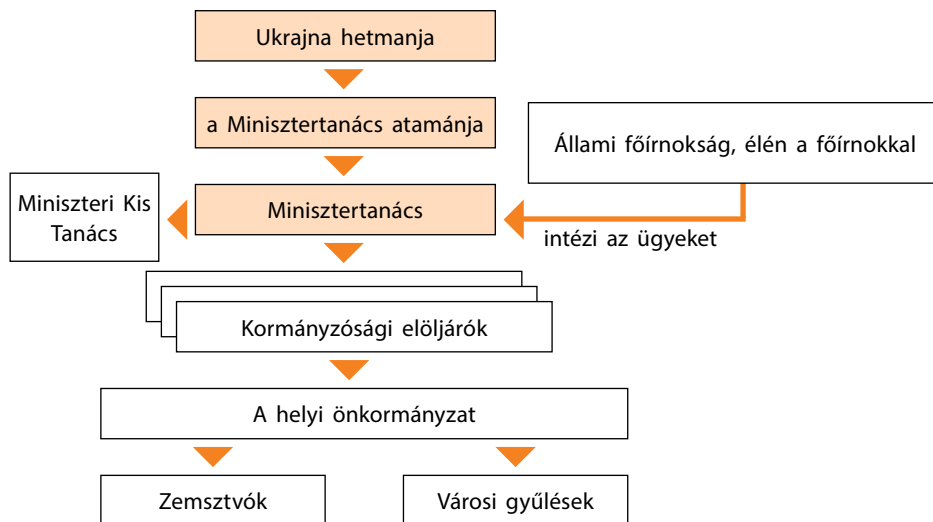 Ukrajna hetmanja
a Minisztertanács atamánja
Állami főírnokság, élén a főírnokkal
Miniszteri Kis
Tanács
Minisztertanács
intézi az ügyeket
Kormányzósági elöljárók
A helyi önkormányzat
Zemsztvók
Városi gyűlések